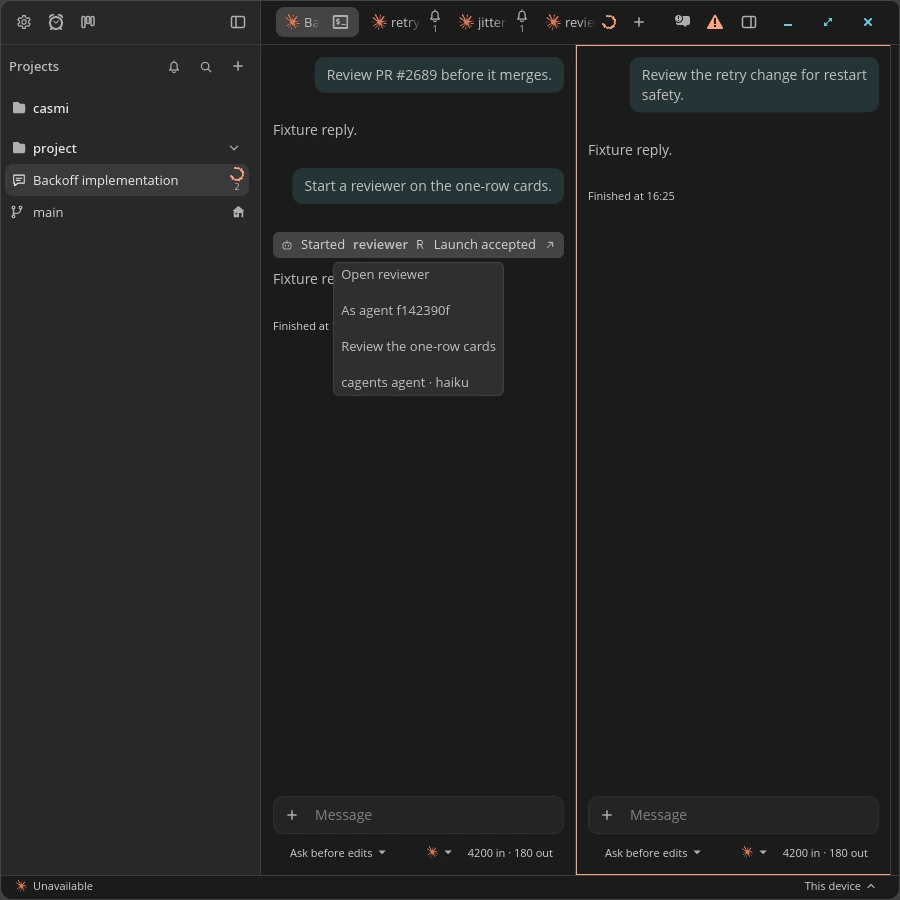 Ba
retry
1
jitter
1
revie
Projects
casmi
project
Backoff implementation
2
main
Review PR #2689 before it merges.
Fixture reply.
Start a reviewer on the one-row cards.
Started reviewer R Launch accepted
Fixture re
Finished at
Open reviewer
As agent f142390f
Review the one-row cards
cagents agent · haiku
Message
Ask before edits
4200 in · 180 out
Review the retry change for restart
safety.
Fixture reply.
Finished at 16:25
Message
Ask before edits
4200 in · 180 out
Unavailable
This device